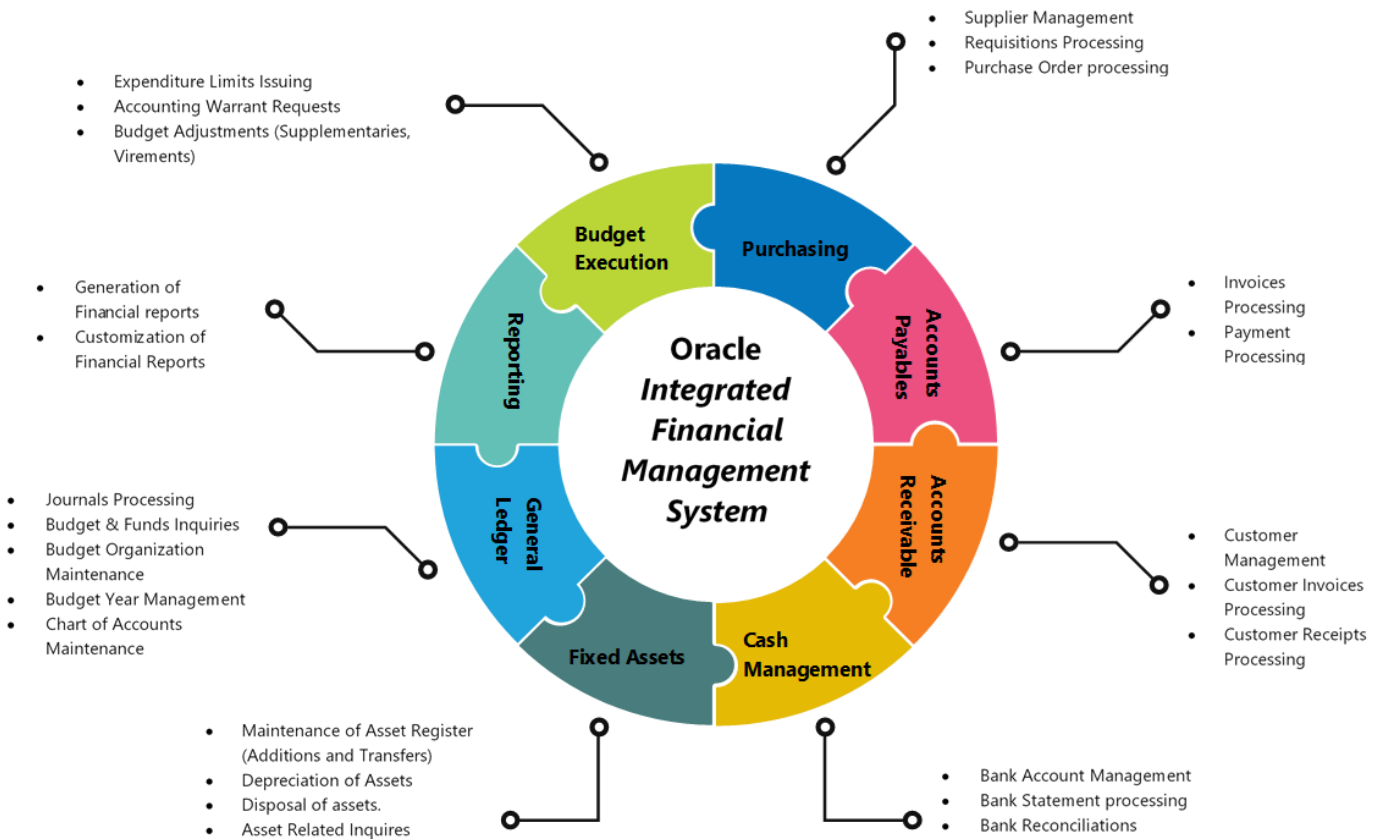 • Supplier Management
• Requisitions Processing
• Purchase Order processing
• Expenditure Limits Issuing
• Accounting Warrant Requests
• Budget Adjustments (Supplementaries,
Virements)
Budget
Execution
Purchasing
• Generation of
Financial reports
• Customization of
Financial Reports
Reporting
Accounts
Payables
• Invoices
Processing
• Payment
Processing
Oracle
Integrated
Financial
Management
System
• Journals Processing
• Budget & Funds Inquiries
• Budget Organization
Maintenance
• Budget Year Management
• Chart of Accounts
Maintenance
General
Ledger
Accounts
Receivable
• Customer
Management
• Customer Invoices
Processing
• Customer Receipts
Processing
Fixed Assets
Cash
Management
• Maintenance of Asset Register
(Additions and Transfers)
• Depreciation of Assets
• Disposal of assets.
• Asset Related Inquires
• Bank Account Management
• Bank Statement processing
• Bank Reconciliations